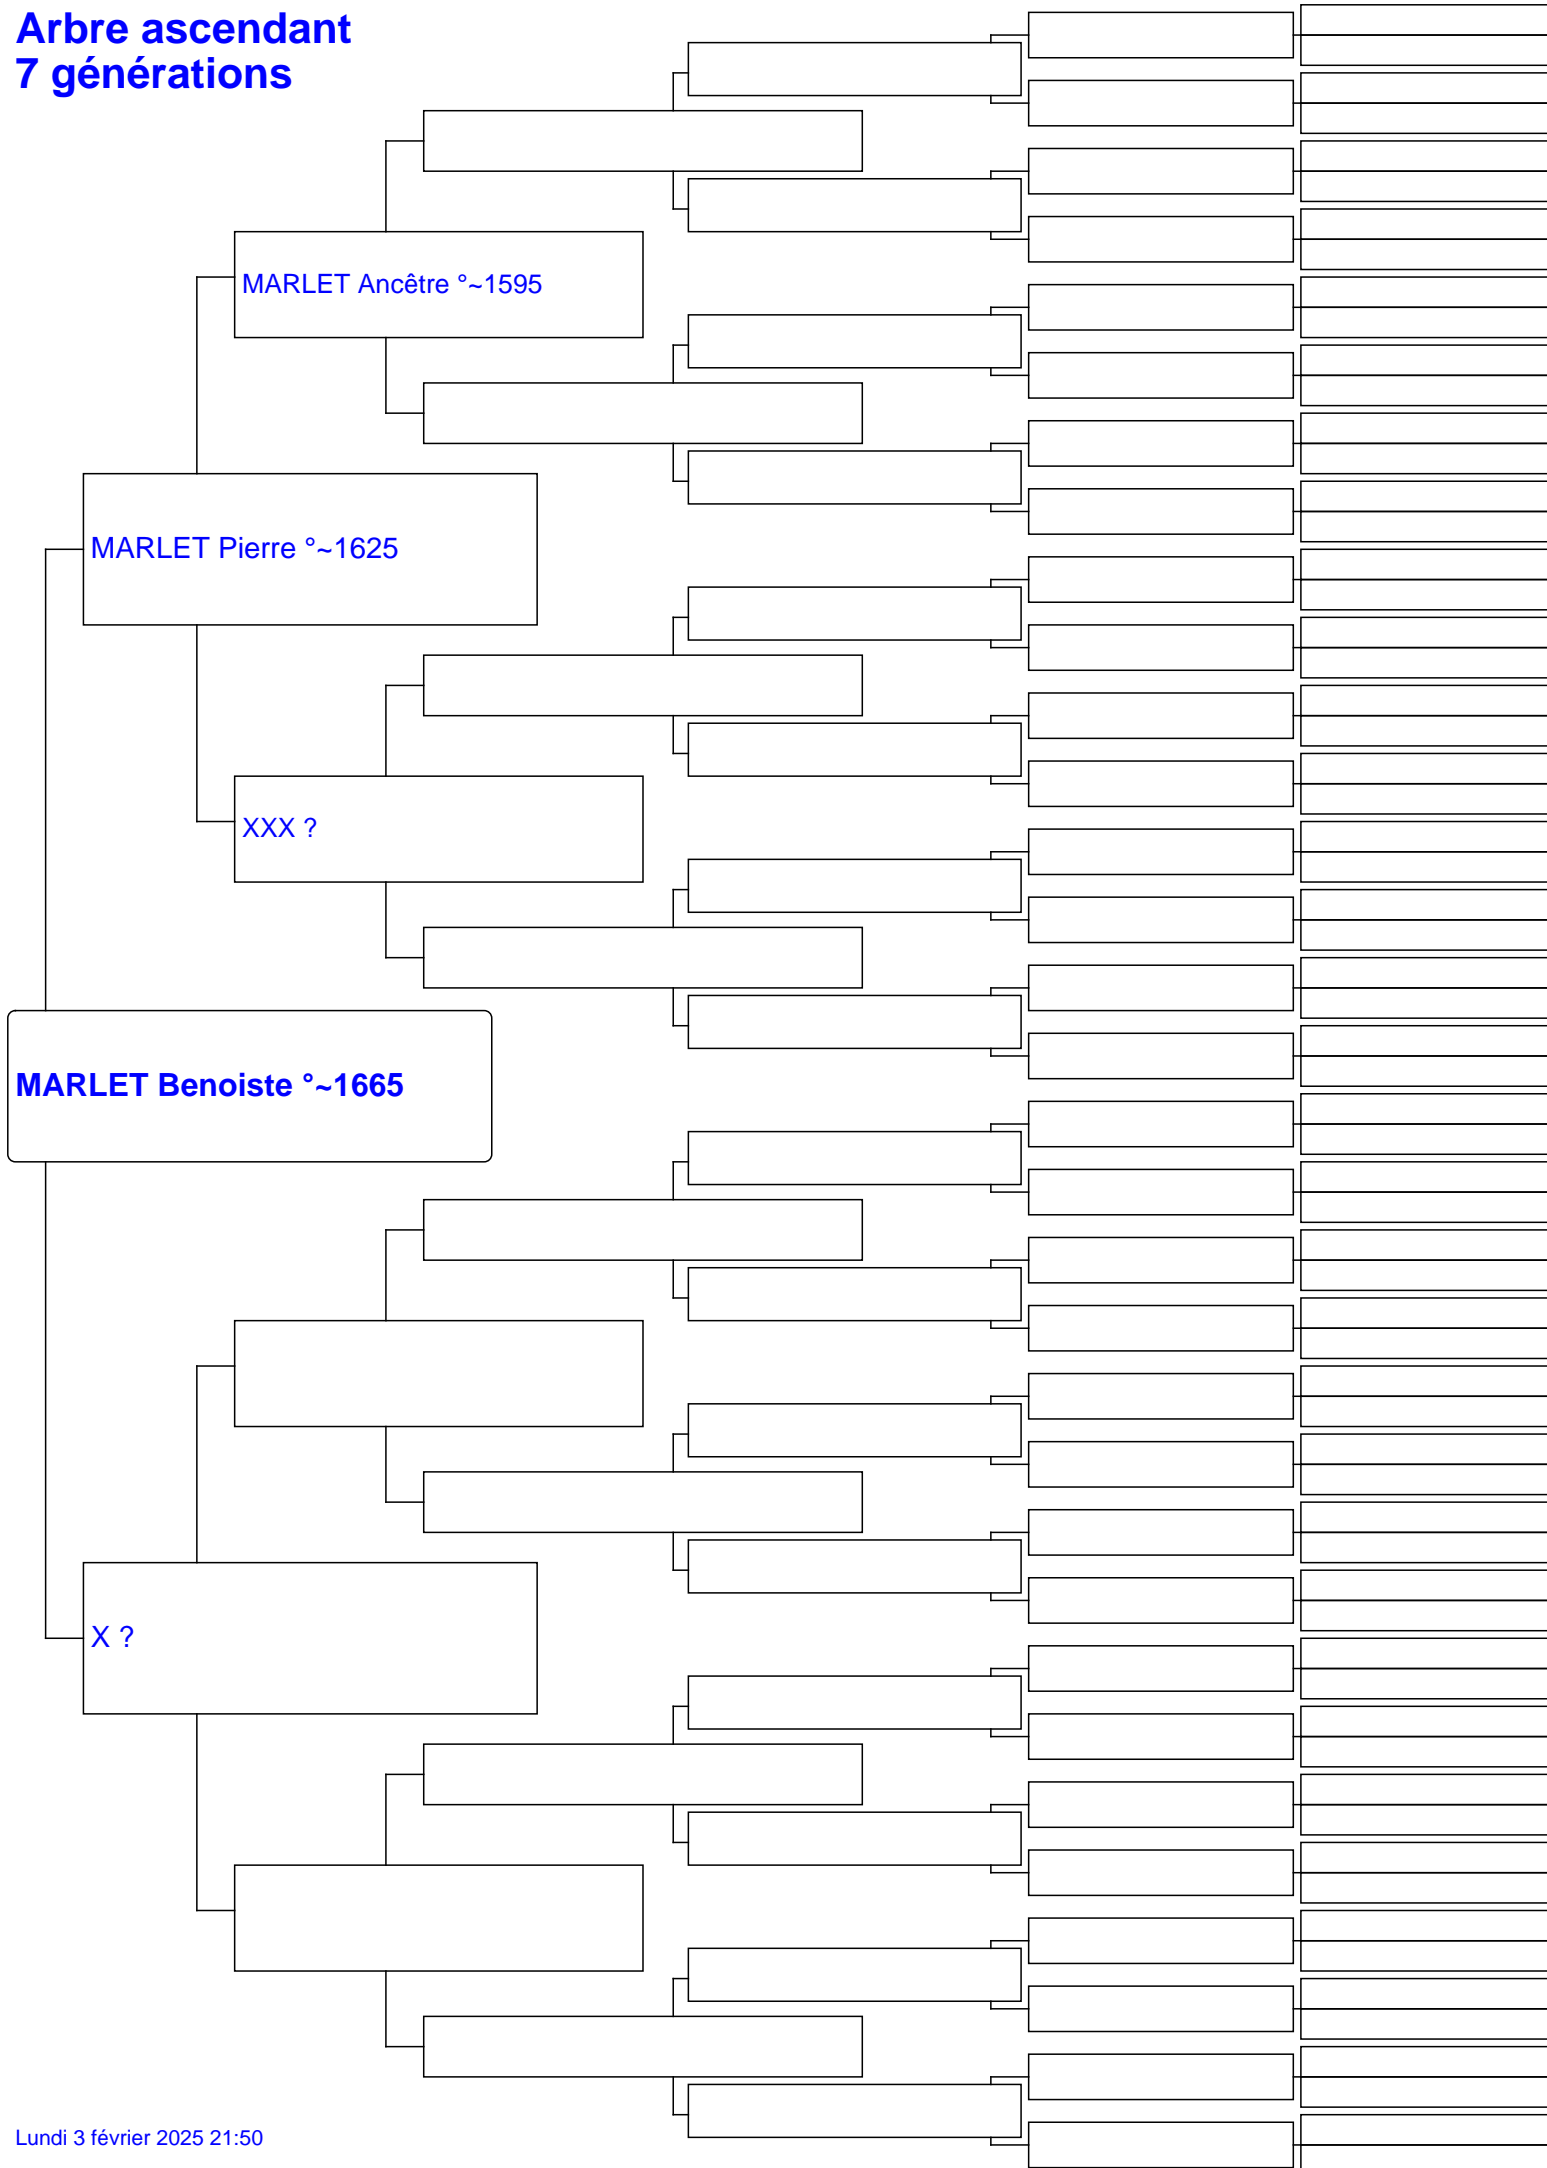 Arbre ascendant
7 générations
MARLET Ancêtre °~1595
MARLET Pierre °~1625
XXX ?
MARLET Benoiste °~1665
X ?
Lundi 3 février 2025 21:50